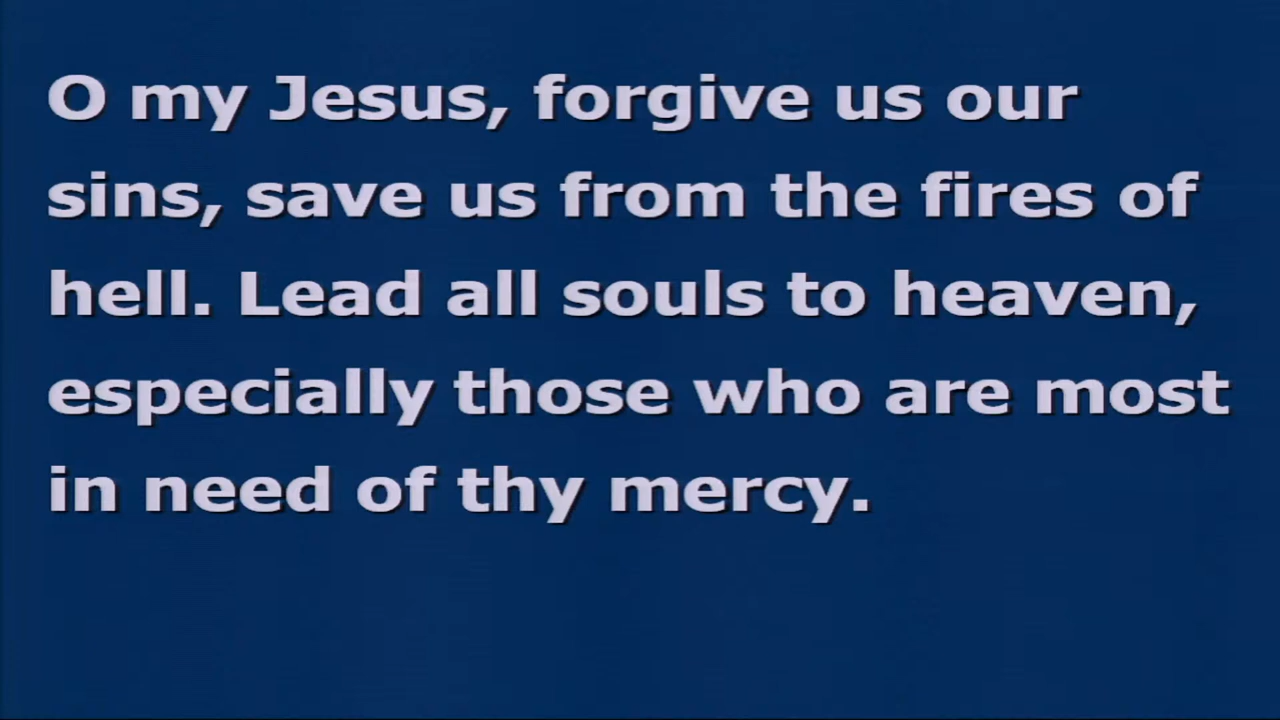 O my Jesus, forgive us our
sins, save us from the fires of
hell. Lead all souls to heaven,
especially those who are most
in need of thy mercy.